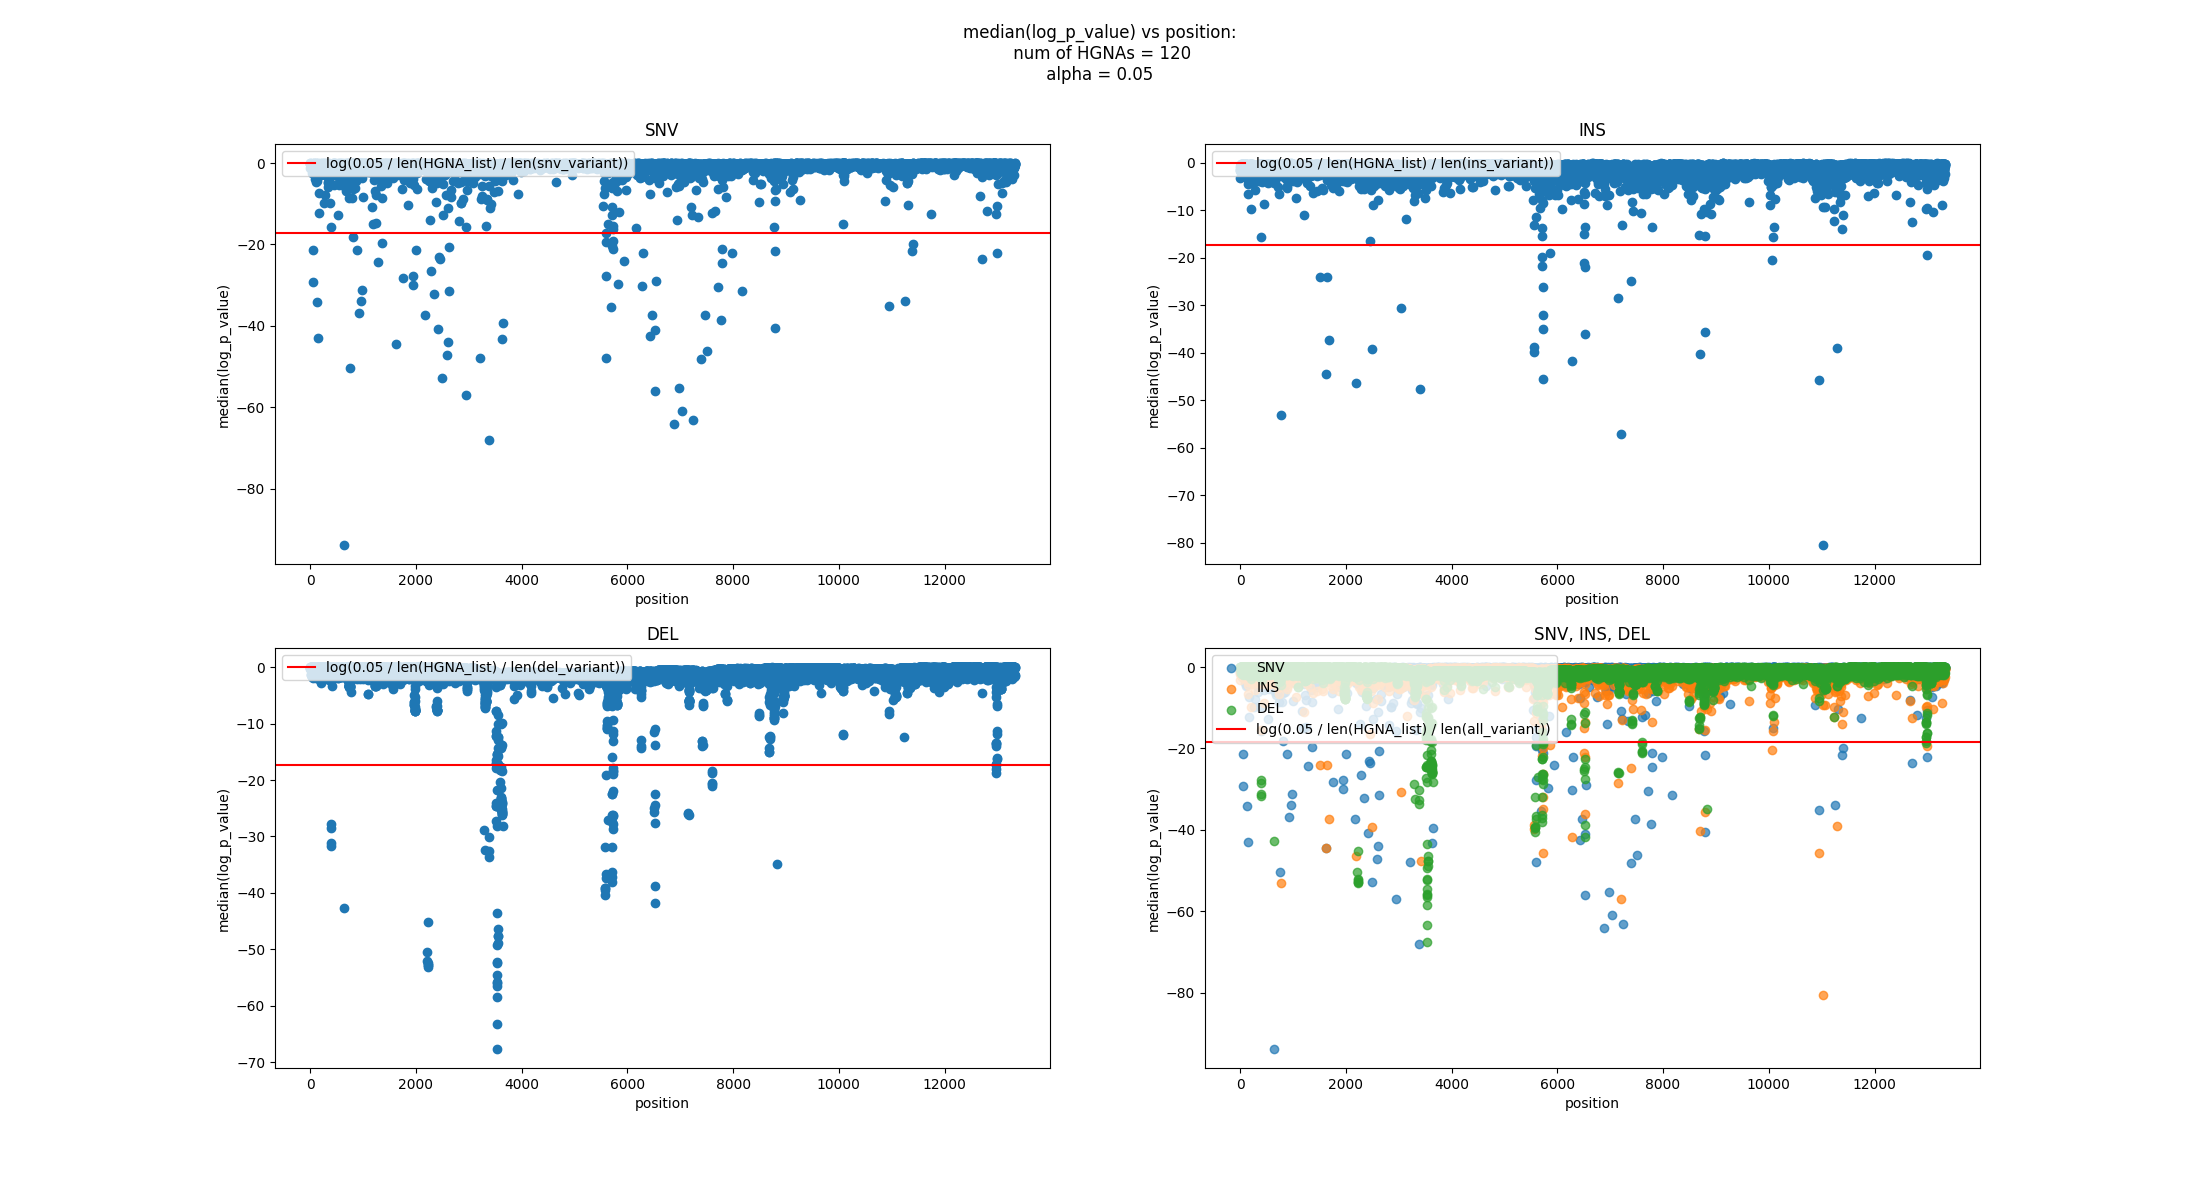 median(log_p_value) vs position:
num of HGNAs = 120
alpha = 0.05
SNV
log(0.05 / len(HGNA_list) / len(snv_variant))
0
−20
−40
−60
−80
median(log_p_value)
0 2000 4000 6000 8000 10000 12000
position
INS
log(0.05 / len(HGNA_list) / len(ins_variant))
0
−10
−20
−30
−40
−50
−60
−70
−80
median(log_p_value)
0 2000 4000 6000 8000 10000 12000
position
DEL
log(0.05 / len(HGNA_list) / len(del_variant))
0
−10
−20
−30
−40
−50
−60
−70
median(log_p_value)
0 2000 4000 6000 8000 10000 12000
position
SNV, INS, DEL
SNV
INS
DEL
log(0.05 / len(HGNA_list) / len(all_variant))
0
−20
−40
−60
−80
median(log_p_value)
0 2000 4000 6000 8000 10000 12000
position